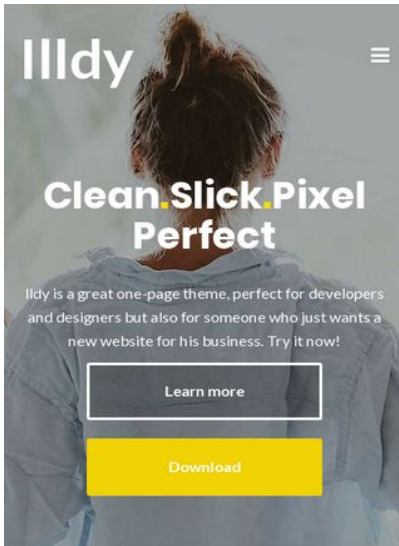 Illdy
Clean.Slick.Pixel
Perfect
lldy is a great one-page theme, perfect for developers
and designers but also for someone who just wants a
new website for his business. Try it now!
Learn more
Download